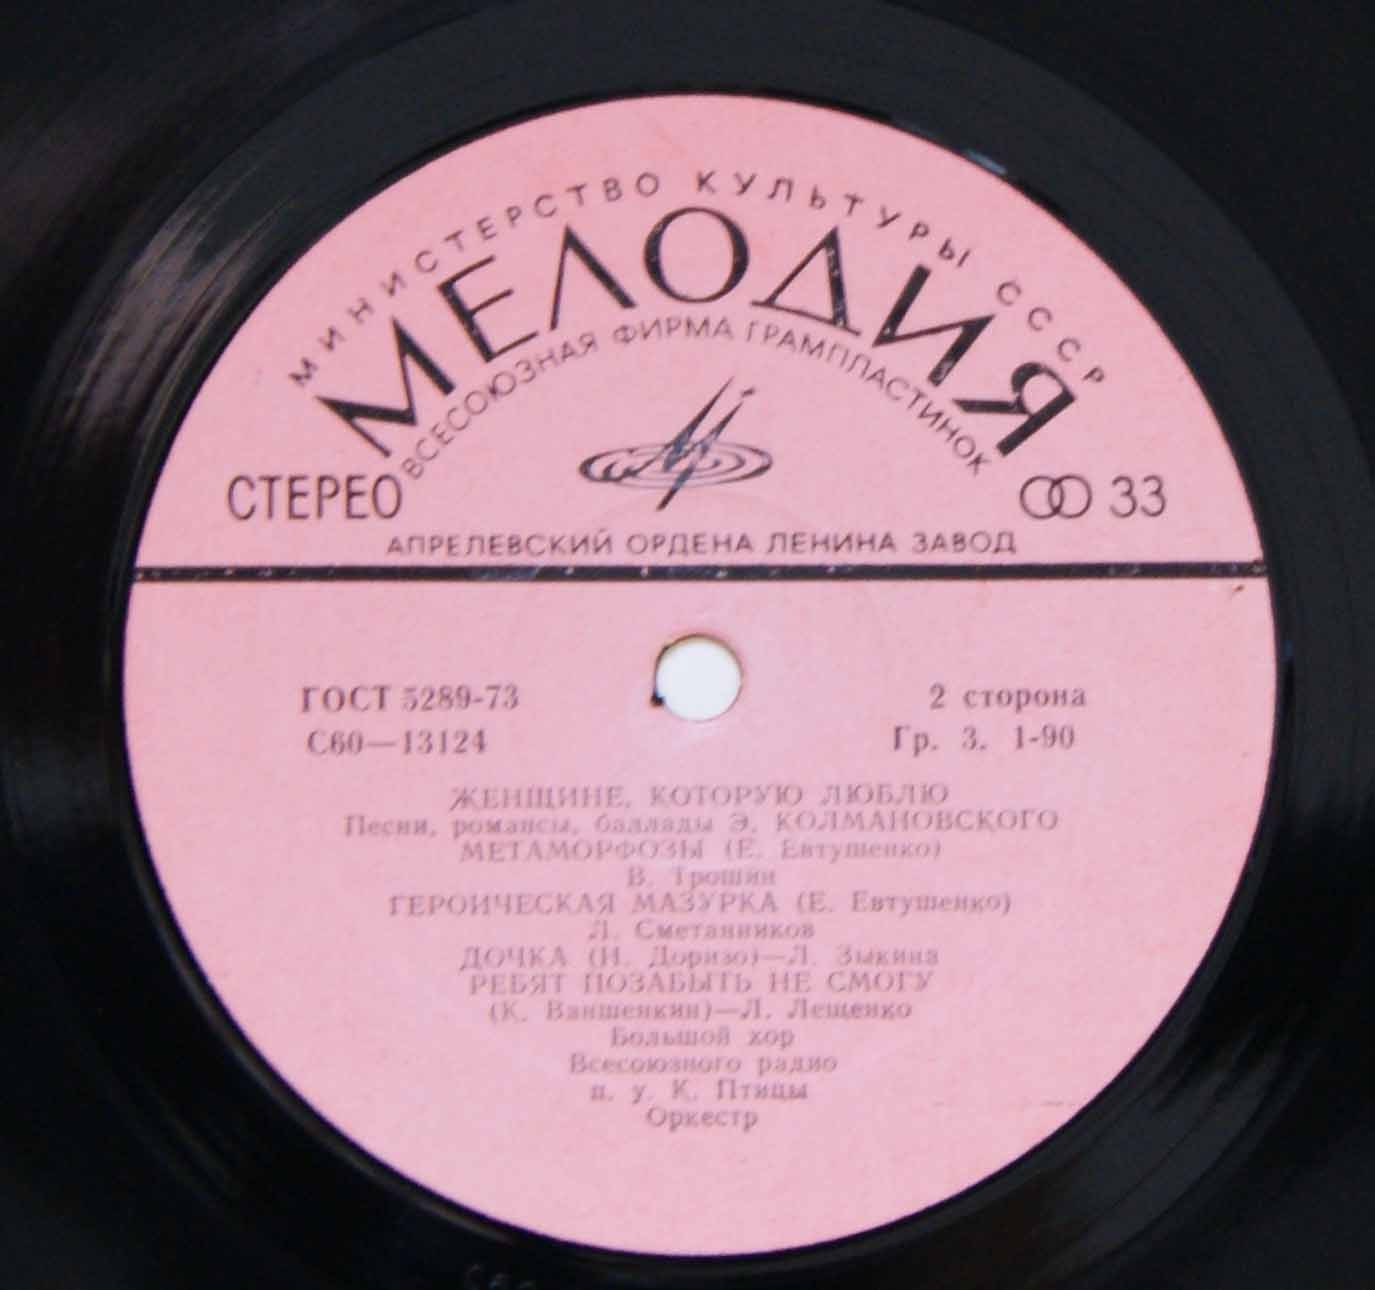 МИНИСТЕРСТВО КУЛЬТУРЫ СССР
МЕЛОДИЯ
ВСЕСОЮЗНАЯ ФИРМА ГРАМПЛАСТИНОК
СТЕРЕО
33
АПРЕЛЕВСКИЙ ОРДЕНА ЛЕНИНА ЗАВОД
ГОСТ 5289-73
2 сторона
С60—13124
Гр. 3. 1-90
ЖЕНЩИНЕ, КОТОРУЮ ЛЮБЛЮ
Песни, романсы, баллады Э. КОЛМАНОВСКОГО
МЕТАМОРФОЗЫ (Е. Евтушенко)
В. Трошин
ГЕРОИЧЕСКАЯ МАЗУРКА (Е. Евтушенко)
Л. Сметанников
ДОЧКА (Н. Доризо)—Л. Зыкина
РЕБЯТ ПОЗАБЫТЬ НЕ СМОГУ
(К. Ваншенкин)—Л. Лещенко
Большой хор
Всесоюзного радио
п. у. К. Птицы
Оркестр